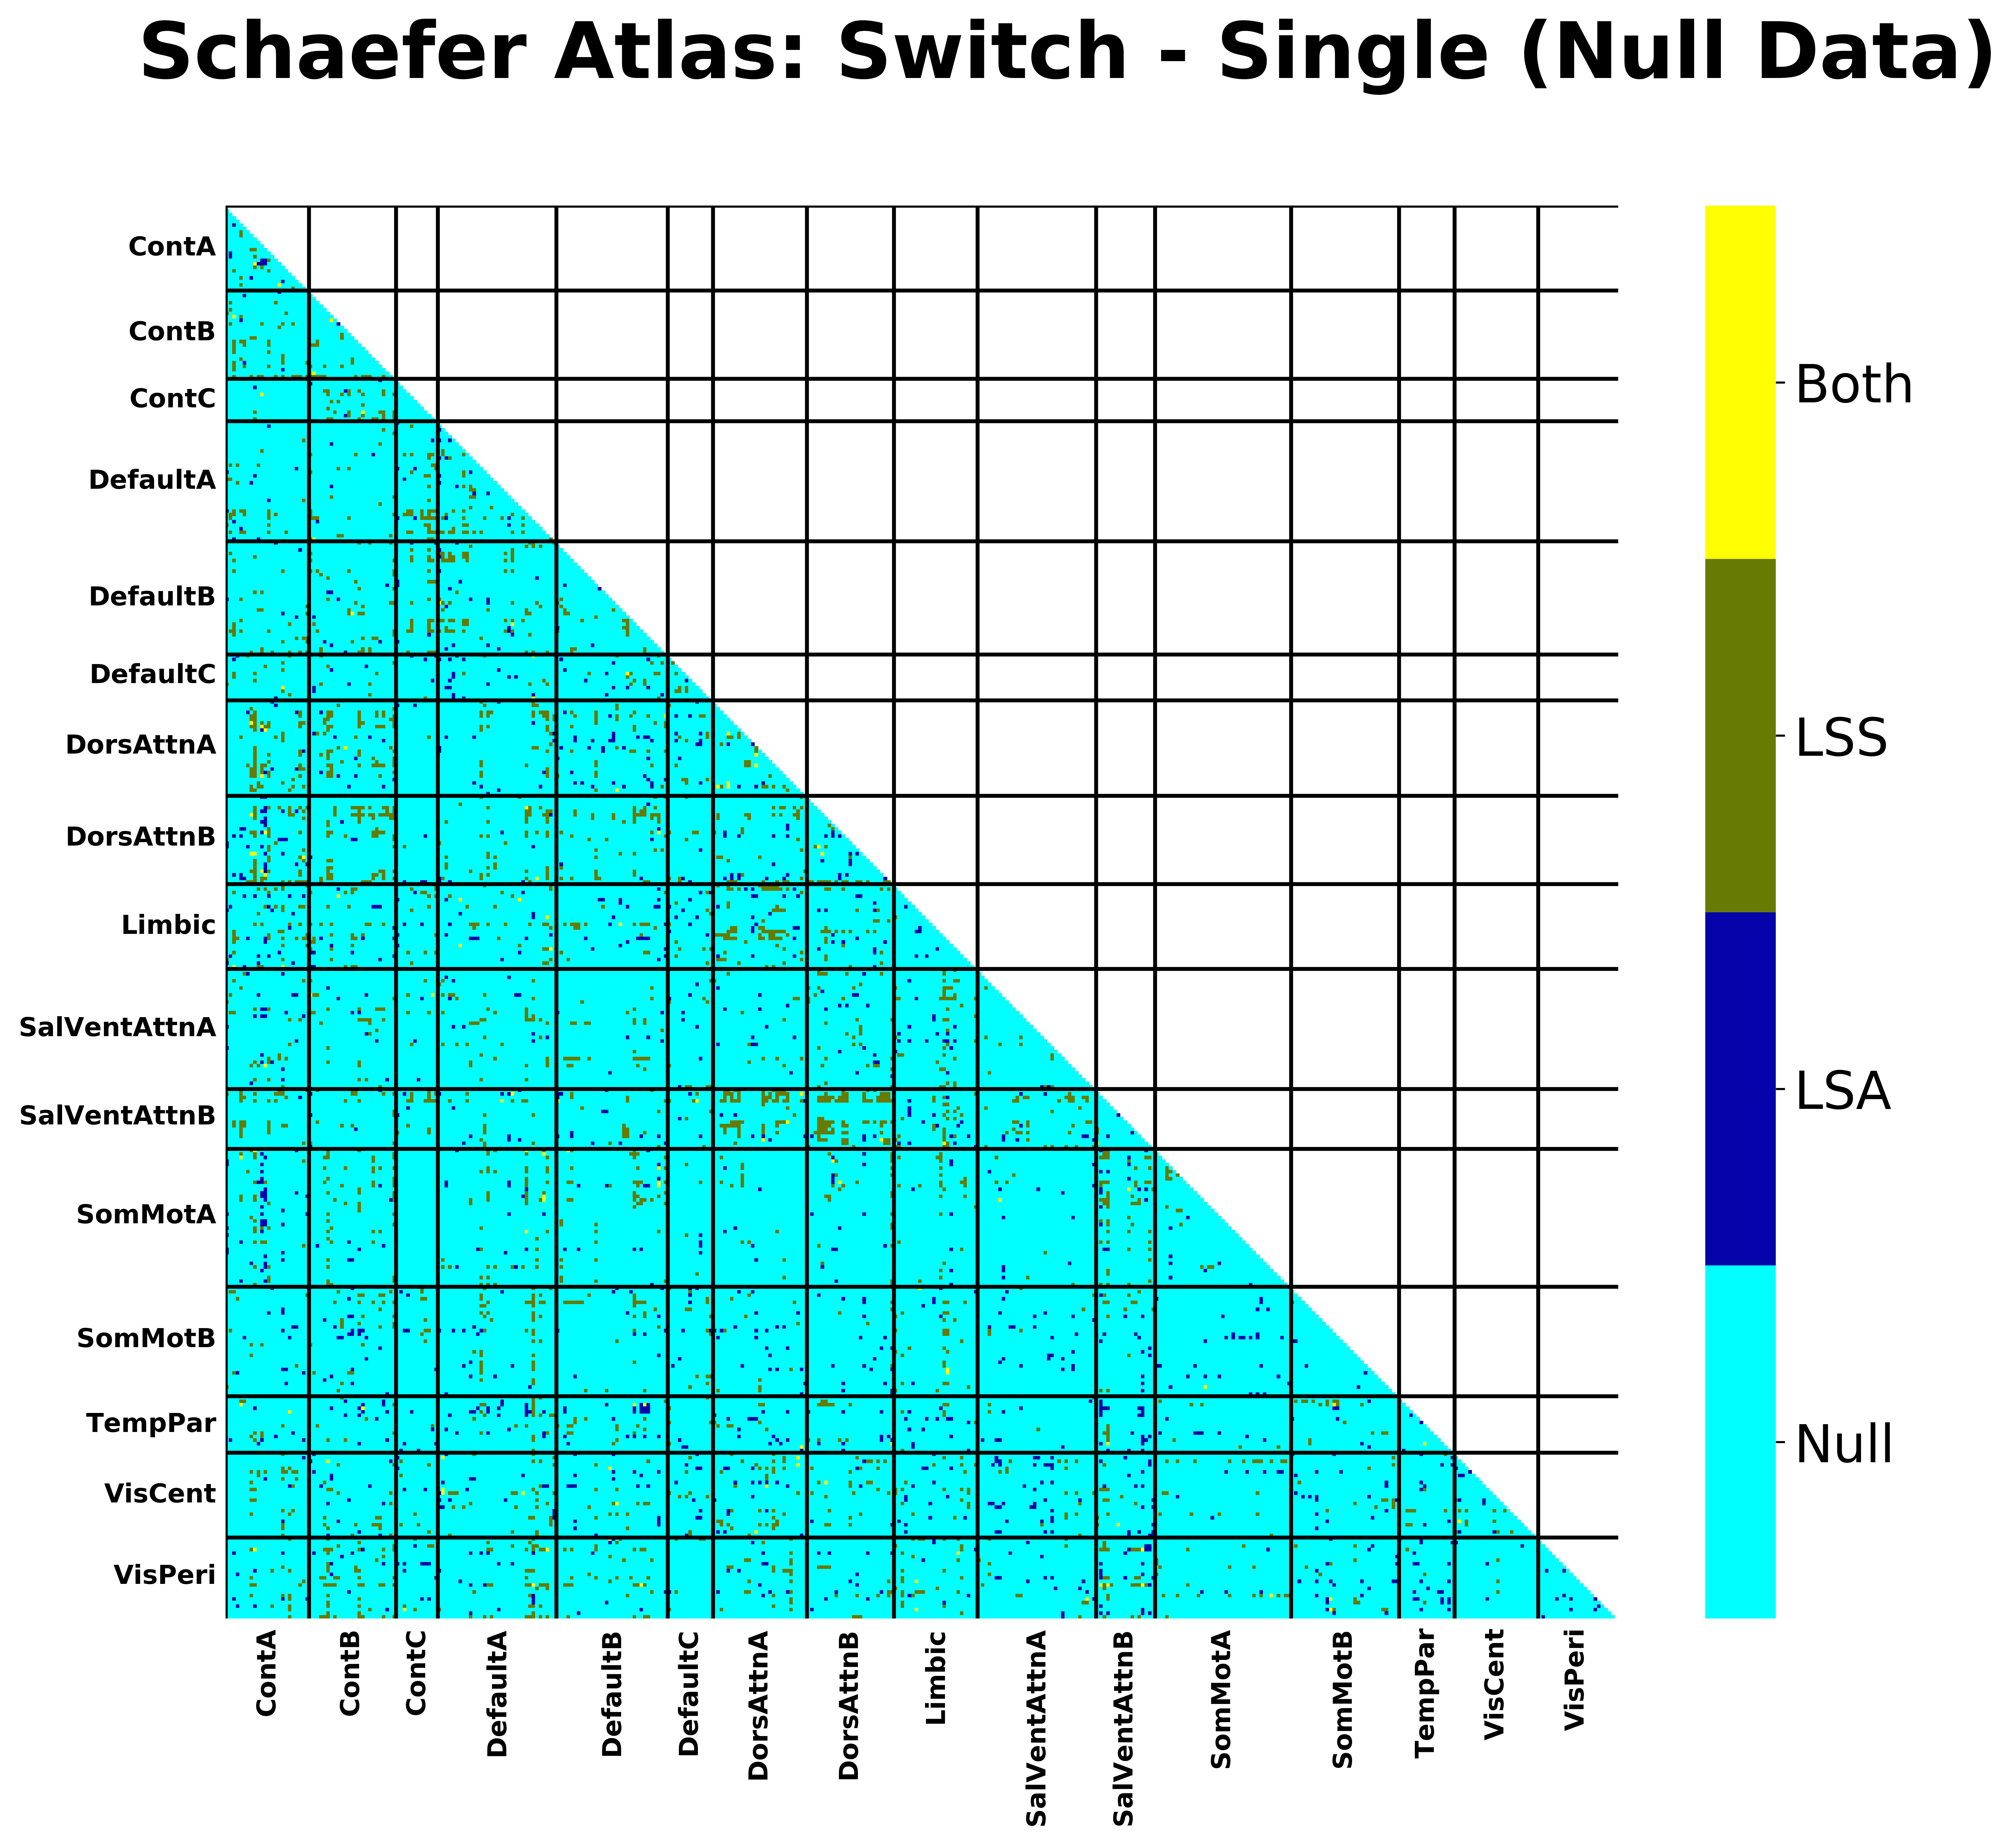 Schaefer Atlas: Switch - Single (Null Data)
ContA
ContB
ContC
DefaultA
DefaultB
DefaultC
DorsAttnA
DorsAttnB
Limbic
SalVentAttnA
SalVentAttnB
SomMotA
SomMotB
TempPar
VisCent
VisPeri
ContA
ContB
ContC
DefaultA
DefaultB
DefaultC
DorsAttnA
DorsAttnB
Limbic
SalVentAttnA
SalVentAttnB
SomMotA
SomMotB
TempPar
VisCent
VisPeri
Both
LSS
LSA
Null